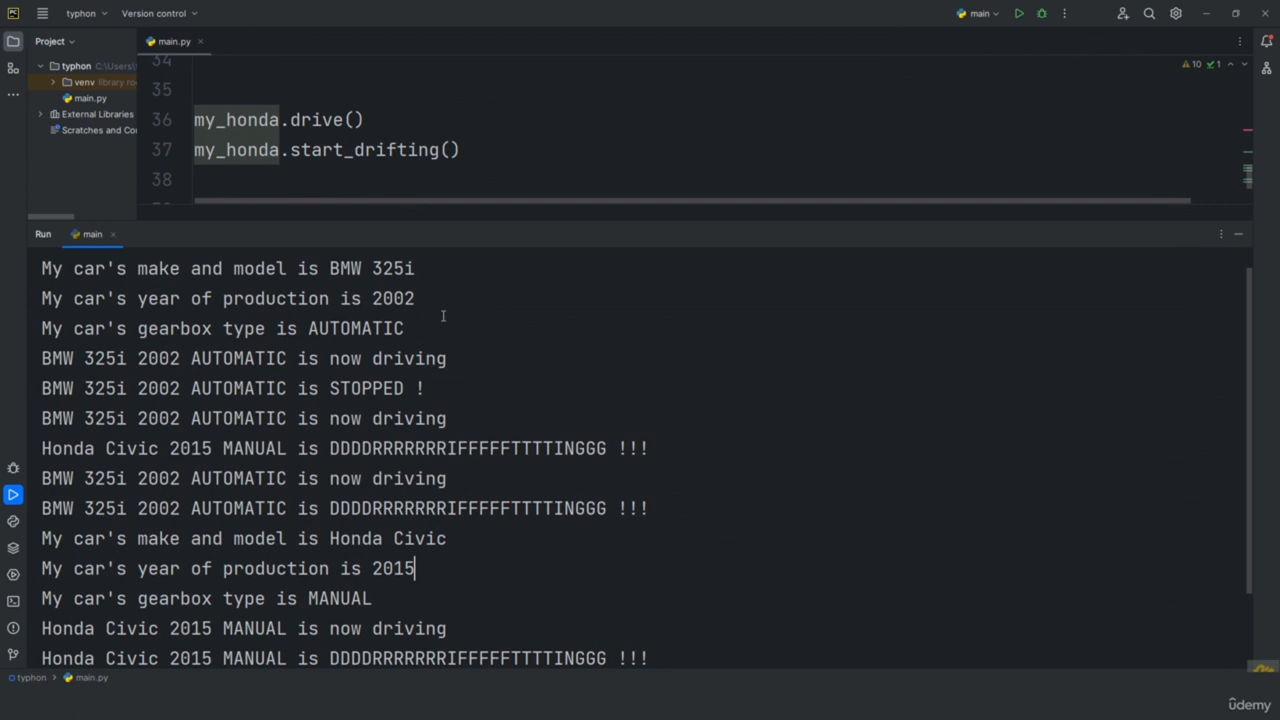 PC typhon Version control main
Project main.py
typhon C:\Users\
venv library ro
main.py
External Libraries
Scratches and Co
10 1
34
35
36 my_honda.drive()
37 my_honda.start_drifting()
38
Run main
My car's make and model is BMW 325i
My car's year of production is 2002
My car's gearbox type is AUTOMATIC
BMW 325i 2002 AUTOMATIC is now driving
BMW 325i 2002 AUTOMATIC is STOPPED !
BMW 325i 2002 AUTOMATIC is now driving
Honda Civic 2015 MANUAL is DDDDRRRRRRRIFFFFFTTTTINGGG !!!
BMW 325i 2002 AUTOMATIC is now driving
BMW 325i 2002 AUTOMATIC is DDDDRRRRRRRIFFFFFTTTTINGGG !!!
My car's make and model is Honda Civic
My car's year of production is 2015
My car's gearbox type is MANUAL
Honda Civic 2015 MANUAL is now driving
Honda Civic 2015 MANUAL is DDDDRRRRRRRIFFFFFTTTTINGGG !!!
typhon > main.py
ûdemy